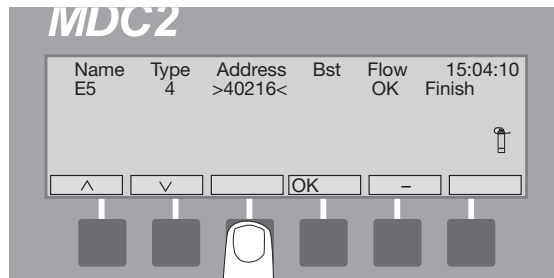 MDC2
Name Type Address Bst Flow 15:04:10
E5 4 >40216< OK Finish
OK –